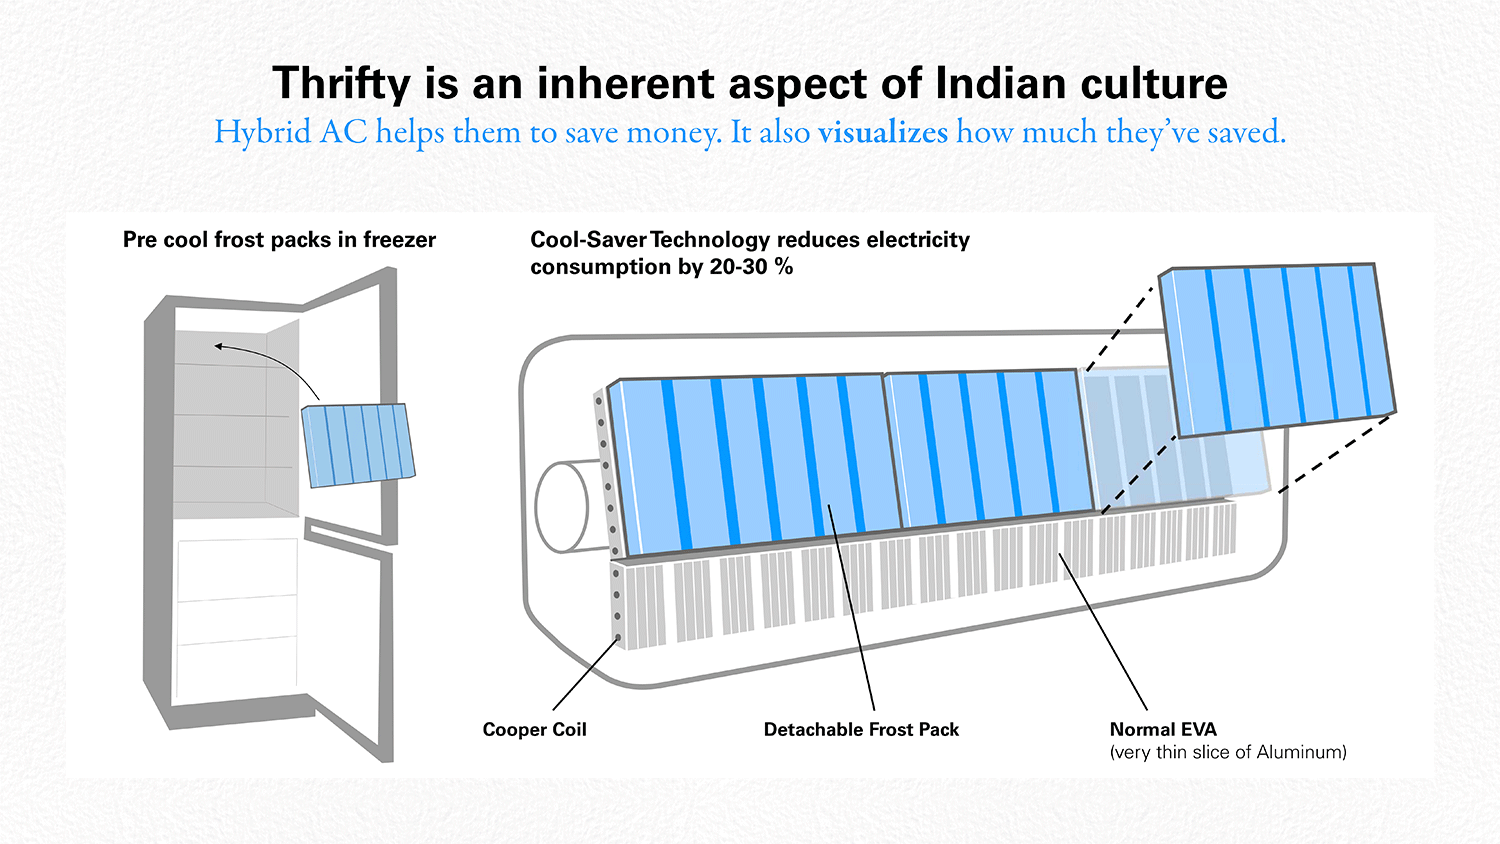 Thrifty is an inherent aspect of Indian culture
Hybrid AC helps them to save money. It also visualizes how much they’ve saved.
Pre cool frost packs in freezer
Cool-Saver Technology reduces electricity
consumption by 20-30 %
Cooper Coil
Detachable Frost Pack
Normal EVA
(very thin slice of Aluminum)